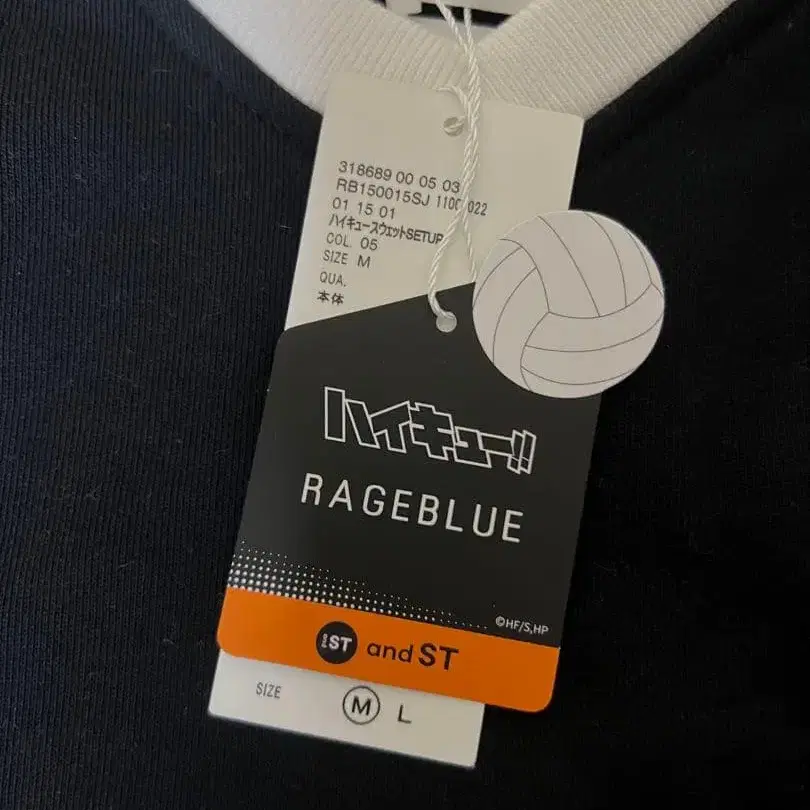 318689 00 05 03
RB150015SJ 1100 022
01 15 01
ハイキュースウェットSETUP
COL. 05
SIZE M
QUA.
本体
ハイキュー!!
RAGEBLUE
©HF/S,HP
ST and ST
SIZE M L